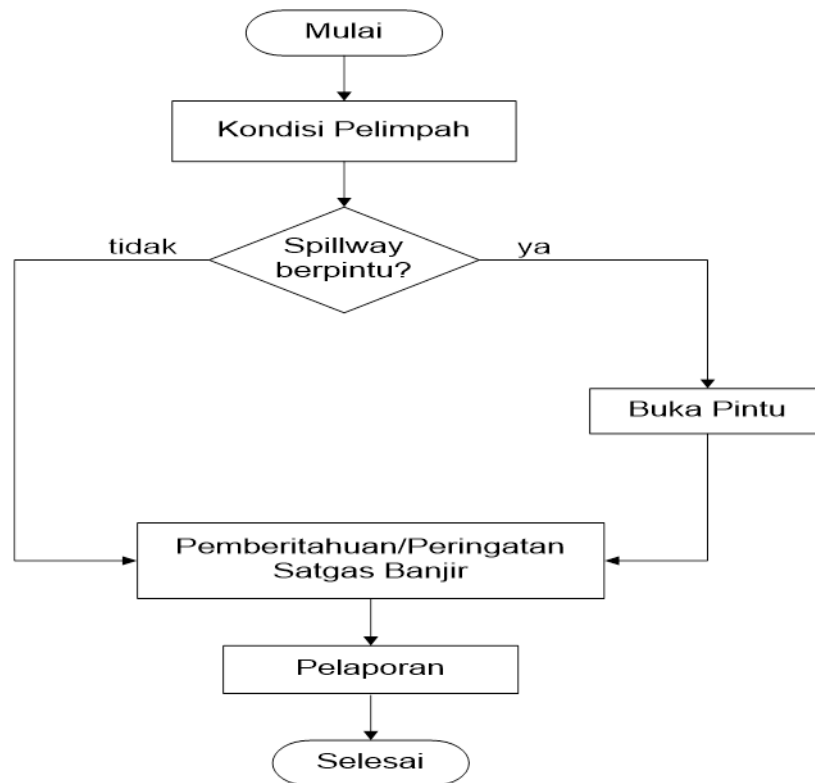 Mulai
Kondisi Pelimpah
Spillway
berpintu?
tidak
ya
Buka Pintu
Pemberitahuan/Peringatan
Satgas Banjir
Pelaporan
Selesai